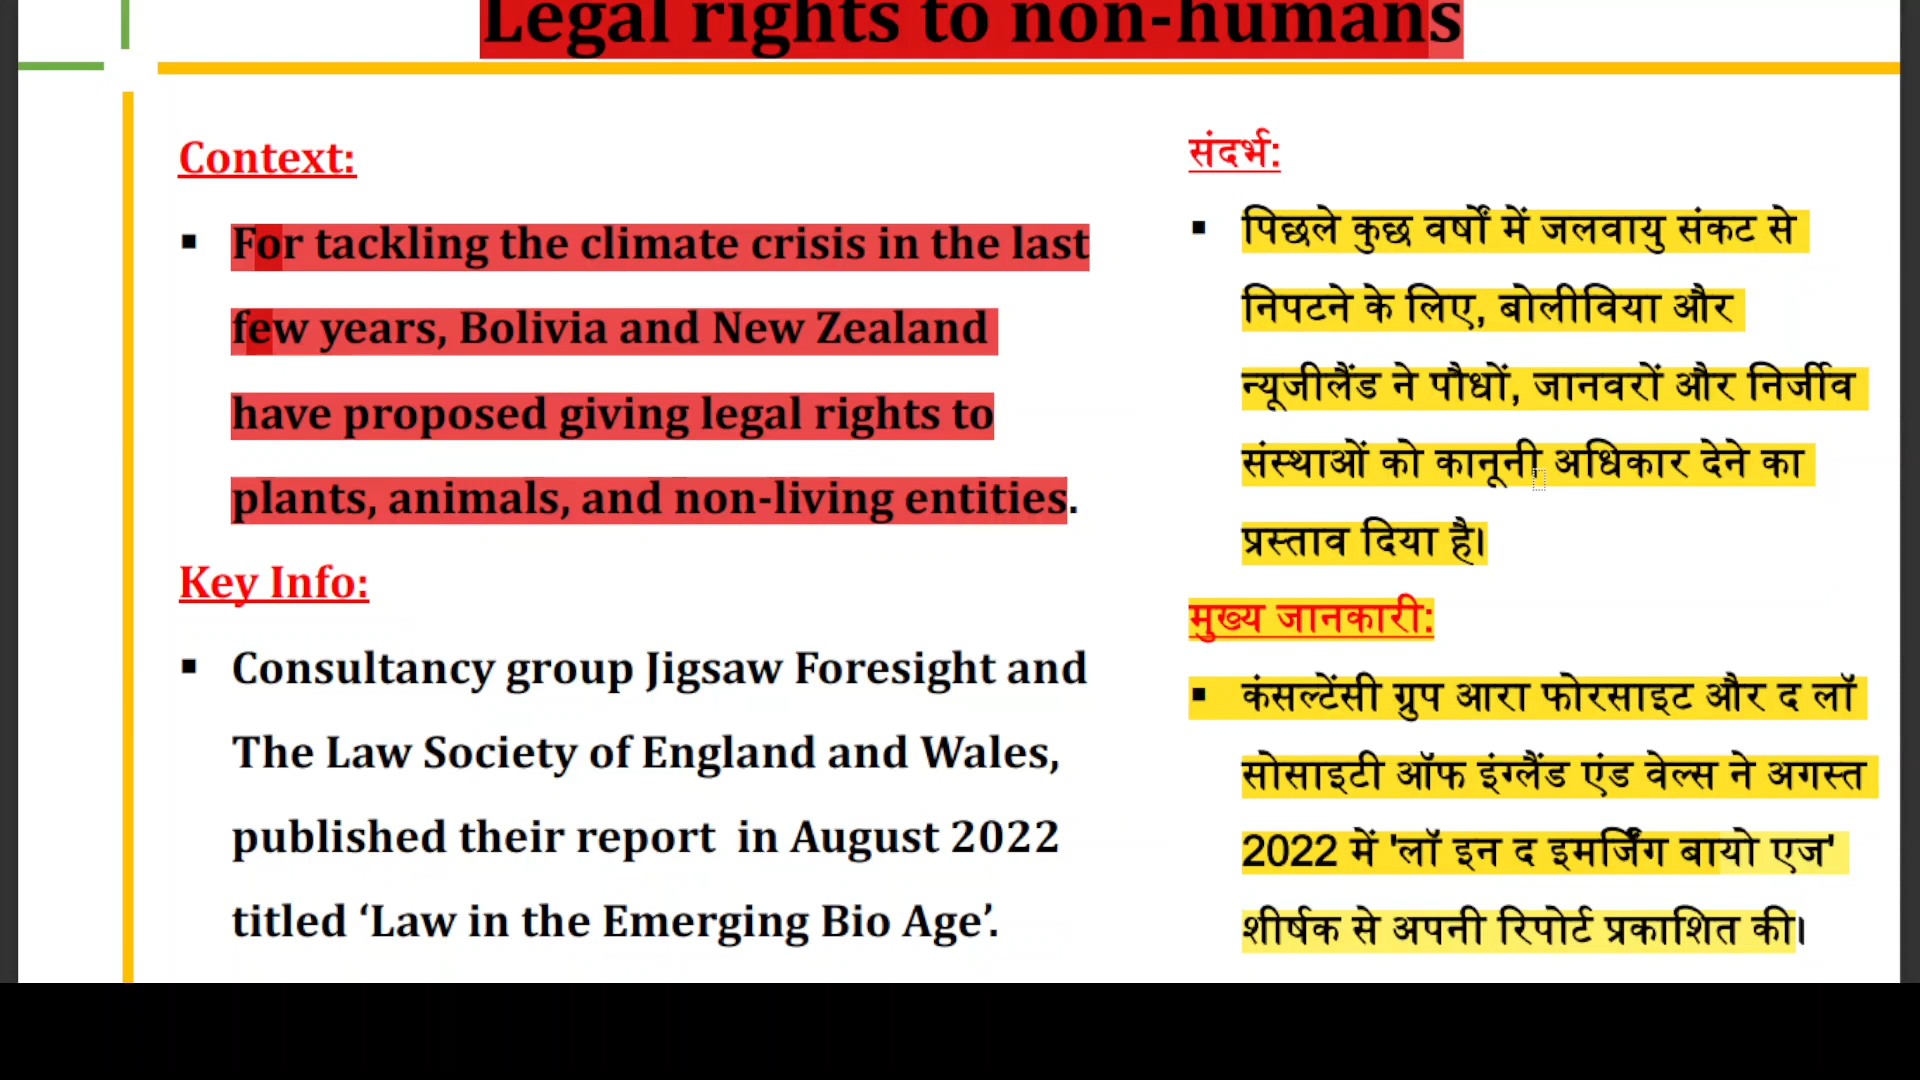 Legal rights to non-humans
Context:
▪ For tackling the climate crisis in the last
few years, Bolivia and New Zealand
have proposed giving legal rights to
plants, animals, and non-living entities.
Key Info:
▪ Consultancy group Jigsaw Foresight and
The Law Society of England and Wales,
published their report in August 2022
titled ‘Law in the Emerging Bio Age’.
संदर्भ:
▪ पिछले कुछ वर्षों में जलवायु संकट से
निपटने के लिए, बोलीविया और
न्यूजीलैंड ने पौधों, जानवरों और निर्जीव
संस्थाओं को कानूनी अधिकार देने का
प्रस्ताव दिया है।
मुख्य जानकारी:
▪ कंसल्टेंसी ग्रुप आरा फोरसाइट और द लॉ
सोसाइटी ऑफ इंग्लैंड एंड वेल्स ने अगस्त
2022 में 'लॉ इन द इमर्जिंग बायो एज'
शीर्षक से अपनी रिपोर्ट प्रकाशित की।